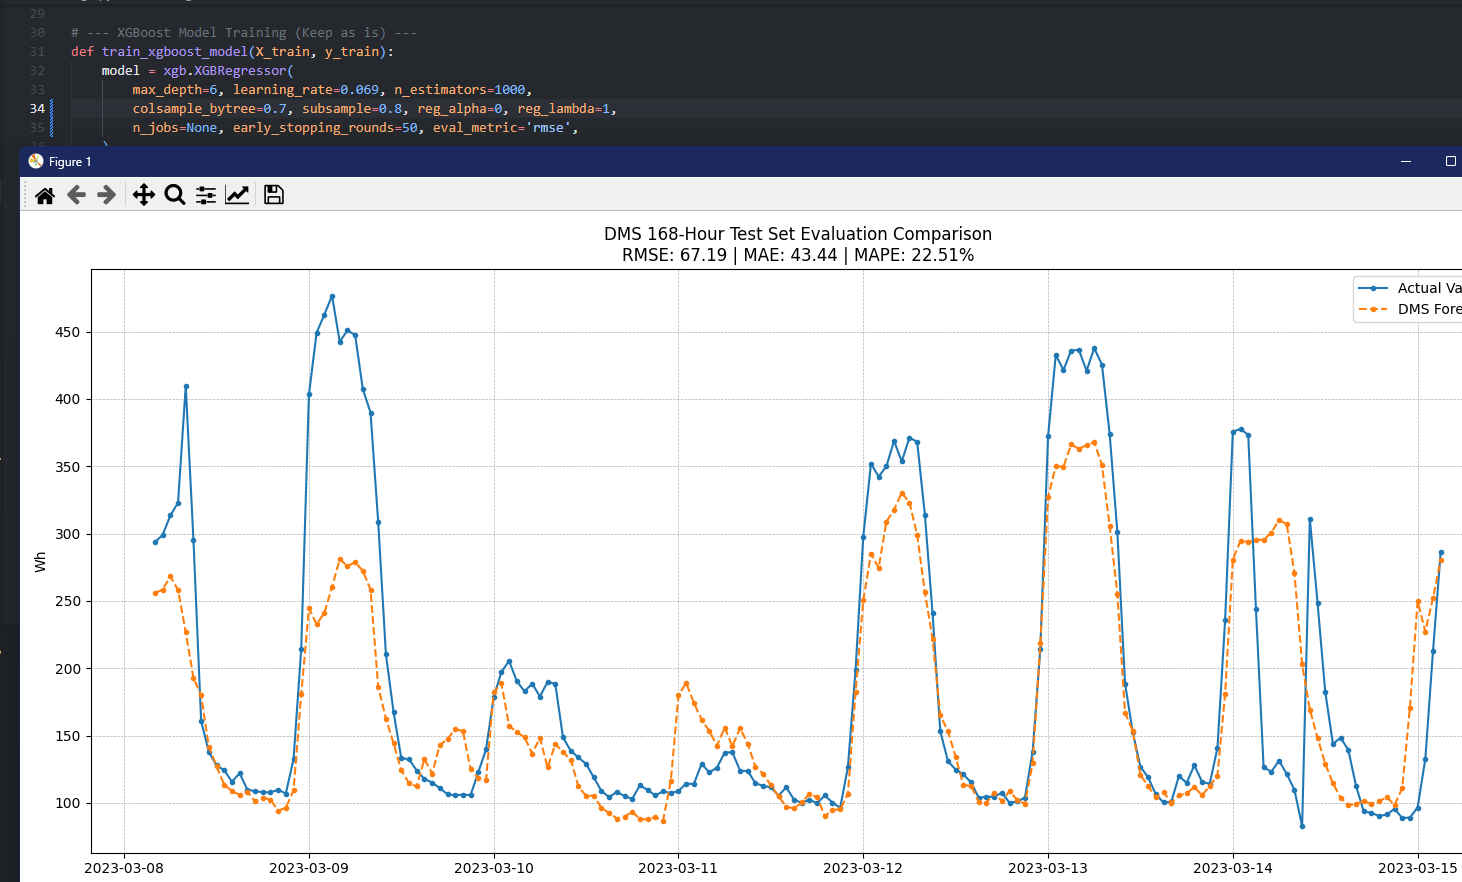 29
30 # --- XGBoost Model Training (Keep as is) ---
31 def train_xgboost_model(X_train, y_train):
32 model = xgb.XGBRegressor(
33 max_depth=6, learning_rate=0.069, n_estimators=1000,
34 colsample_bytree=0.7, subsample=0.8, reg_alpha=0, reg_lambda=1,
35 n_jobs=None, early_stopping_rounds=50, eval_metric='rmse',
Figure 1
DMS 168-Hour Test Set Evaluation Comparison
RMSE: 67.19 | MAE: 43.44 | MAPE: 22.51%
Actual Va
DMS Fore
450
400
350
300
Wh
250
200
150
100
2023-03-08 2023-03-09 2023-03-10 2023-03-11 2023-03-12 2023-03-13 2023-03-14 2023-03-15